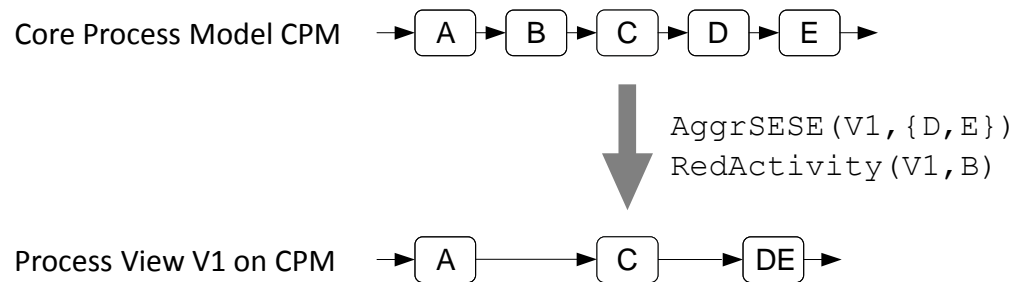 Core Process Model CPM A B C D E
AggrSESE(V1,{D,E})
RedActivity(V1,B)
Process View V1 on CPM A C DE